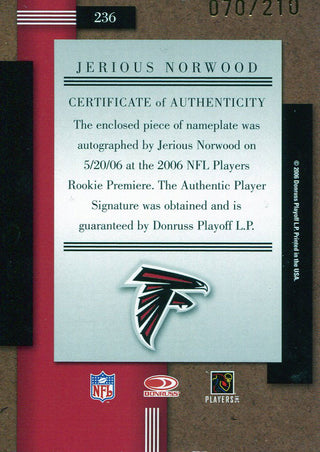 070/210
236
JERIOUS NORWOOD
CERTIFICATE of AUTHENTICITY
The enclosed piece of nameplate was
autographed by Jerious Norwood on
5/20/06 at the 2006 NFL Players
Rookie Premiere. The Authentic Player
Signature was obtained and is
guaranteed by Donruss Playoff L.P.
© 2006 Donruss Playoff L.P. Printed in the USA.
NFL
DONRUSS
PLAYERS INC